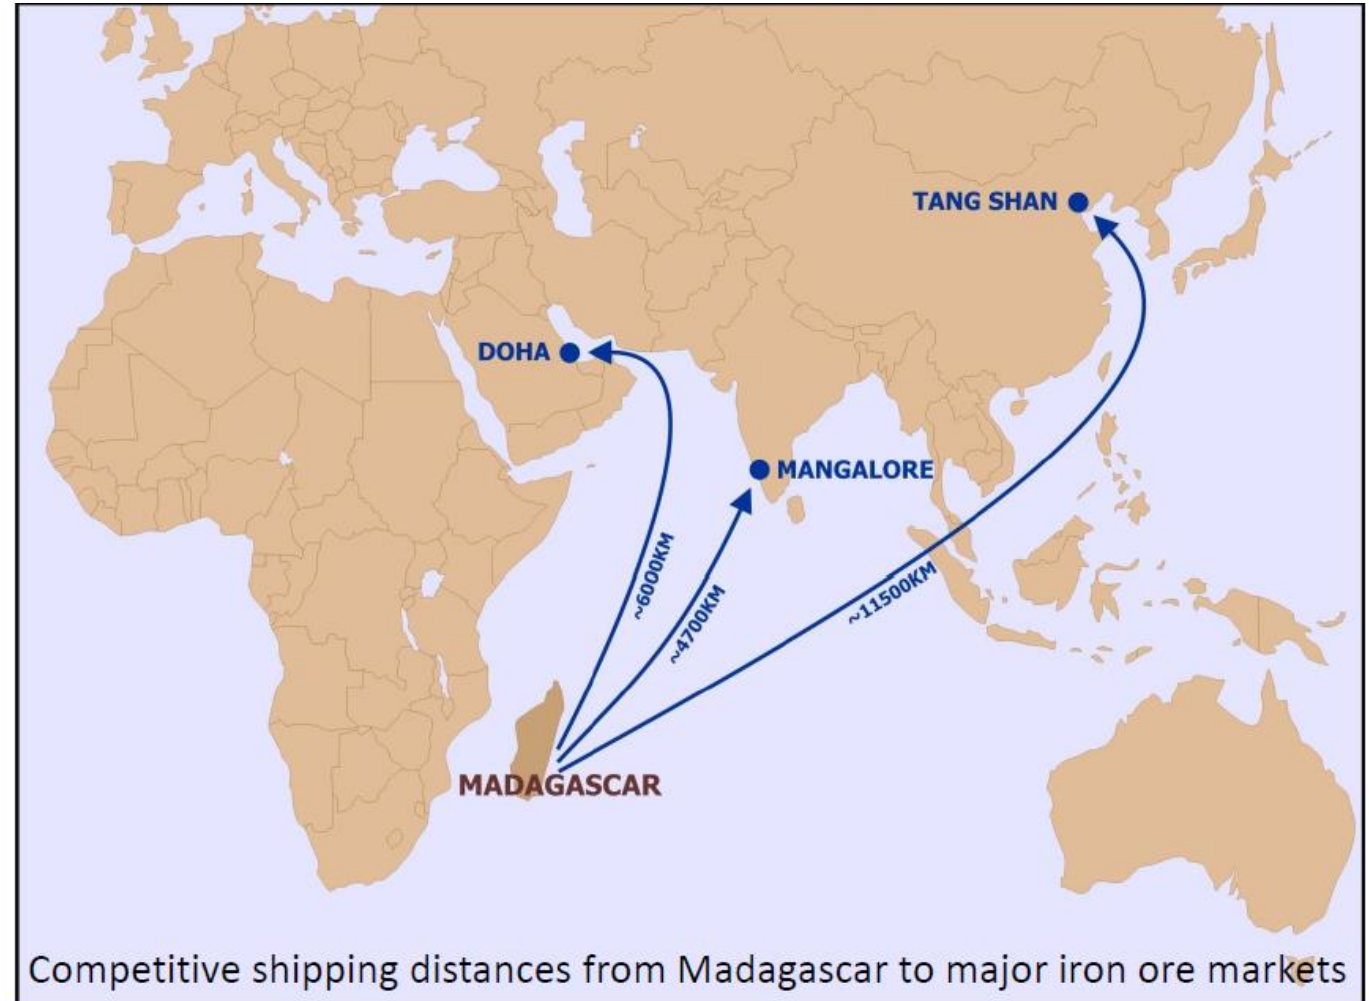 TANG SHAN
DOHA
MANGALORE
~6000KM
~4700KM
~11500KM
MADAGASCAR
Competitive shipping distances from Madagascar to major iron ore markets